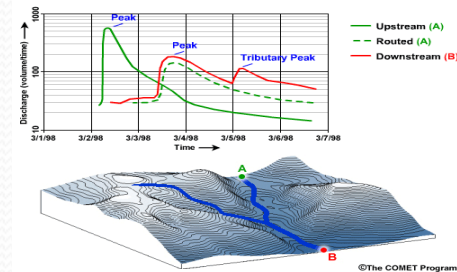 Peak
Peak
Tributary Peak
Discharge (volume/time)
1000
100
10
3/1/98 3/2/98 3/3/98 3/4/98 3/5/98 3/6/98 3/7/98
Time
Upstream (A)
Routed (A)
Downstream (B)
A
B
©The COMET Program